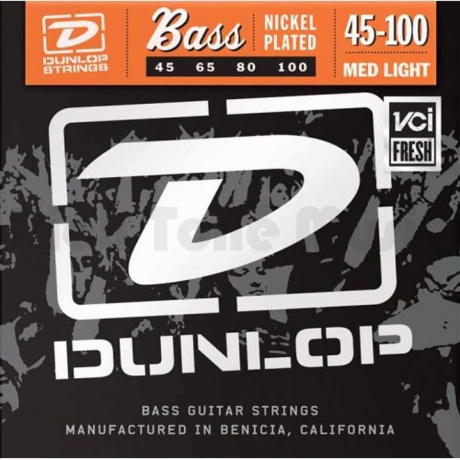 D
DUNLOP
STRINGS
Bass
NICKEL
PLATED
45 65 80 100
45-100
MED LIGHT
VCi
FRESH
D
Tone
DUNLOP
BASS GUITAR STRINGS
MANUFACTURED IN BENICIA, CALIFORNIA